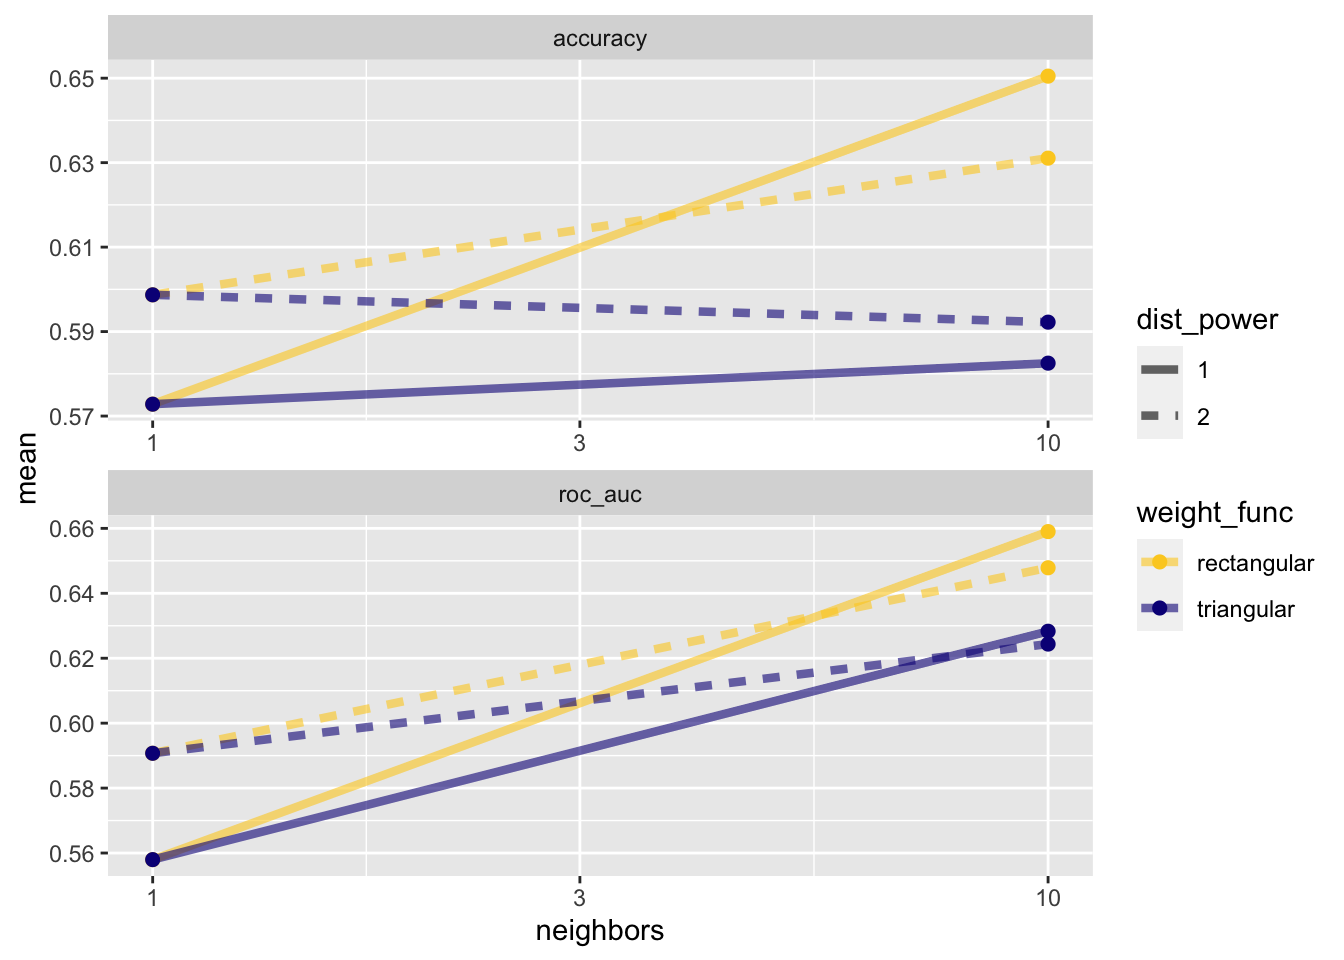 accuracy
0.65
0.63
0.61
0.59
0.57
1 3 10
mean
roc_auc
0.66
0.64
0.62
0.60
0.58
0.56
1 3 10
neighbors
dist_power
1
2
weight_func
rectangular
triangular